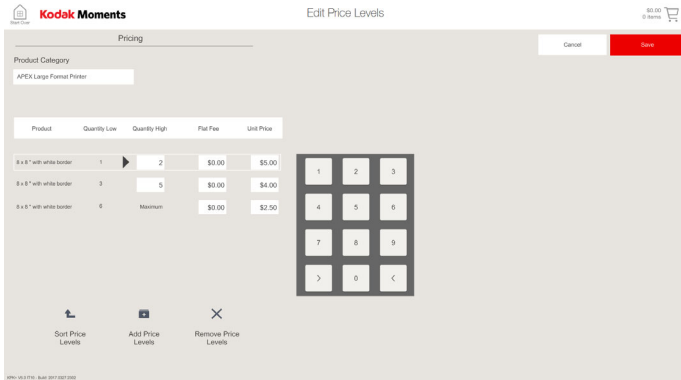 Kodak Moments
Edit Price Levels
$0.00
0 items
Start Over
Pricing
Cancel
Save
Product Category
APEX Large Format Printer
Product Quantity Low Quantity High Flat Fee Unit Price
8 x 8 " with white border 1 2 $0.00 $5.00
8 x 8 " with white border 3 5 $0.00 $4.00
8 x 8 " with white border 6 Maximum $0.00 $2.50
1 2 3
4 5 6
7 8 9
> 0 <
Sort Price Levels
Add Price Levels
Remove Price Levels